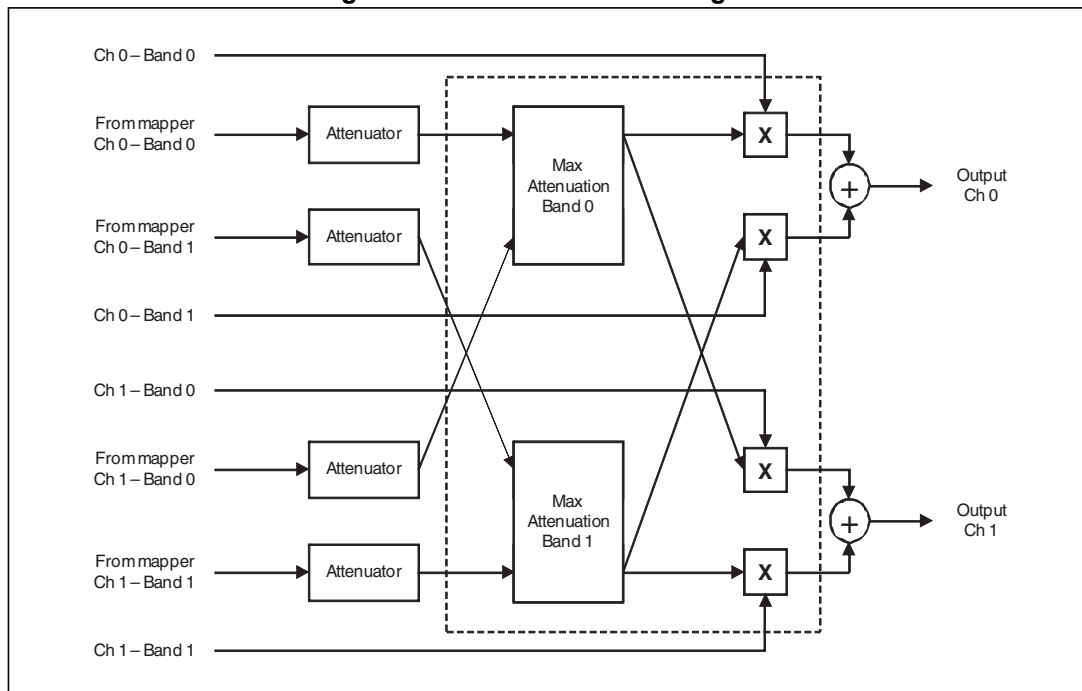 Ch 0 – Band 0
From mapper
Ch 0 – Band 0
Attenuator
Max
Attenuation
Band 0
X
+
Output
Ch 0
From mapper
Ch 0 – Band 1
Attenuator
X
Ch 0 – Band 1
Ch 1 – Band 0
From mapper
Ch 1 – Band 0
Attenuator
Max
Attenuation
Band 1
X
+
Output
Ch 1
From mapper
Ch 1 – Band 1
Attenuator
X
Ch 1 – Band 1